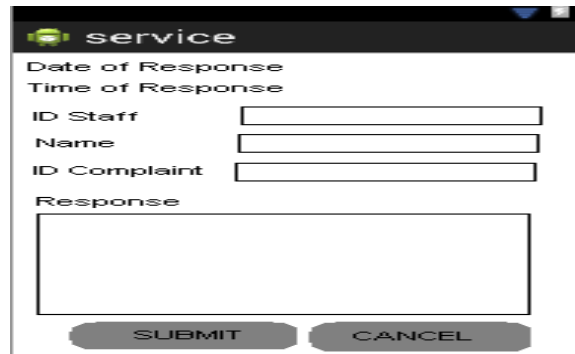 service
Date of Response
Time of Response
ID Staff
Name
ID Complaint
Response
SUBMIT CANCEL